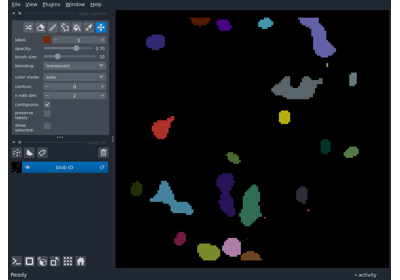 File View Plugins Window Help
label: 1
opacity: 0.70
brush size: 10
blending: translucent
color mode: auto
contour: 0
n edit dim: 2
contiguous:
preserve
labels:
show
selected:
blob ID
Ready
activity